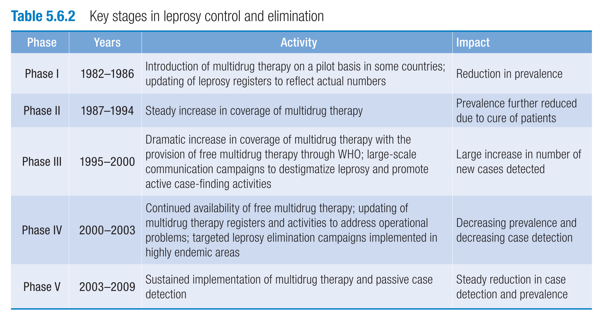 Table 5.6.2 Key stages in leprosy control and elimination
Phase Years Activity Impact
Phase I 1982–1986 Introduction of multidrug therapy on a pilot basis in some countries; updating of leprosy registers to reflect actual numbers Reduction in prevalence
Phase II 1987–1994 Steady increase in coverage of multidrug therapy Prevalence further reduced due to cure of patients
Phase III 1995–2000 Dramatic increase in coverage of multidrug therapy with the provision of free multidrug therapy through WHO; large-scale communication campaigns to destigmatize leprosy and promote active case-finding activities Large increase in number of new cases detected
Phase IV 2000–2003 Continued availability of free multidrug therapy; updating of multidrug therapy registers and activities to address operational problems; targeted leprosy elimination campaigns implemented in highly endemic areas Decreasing prevalence and decreasing case detection
Phase V 2003–2009 Sustained implementation of multidrug therapy and passive case detection Steady reduction in case detection and prevalence